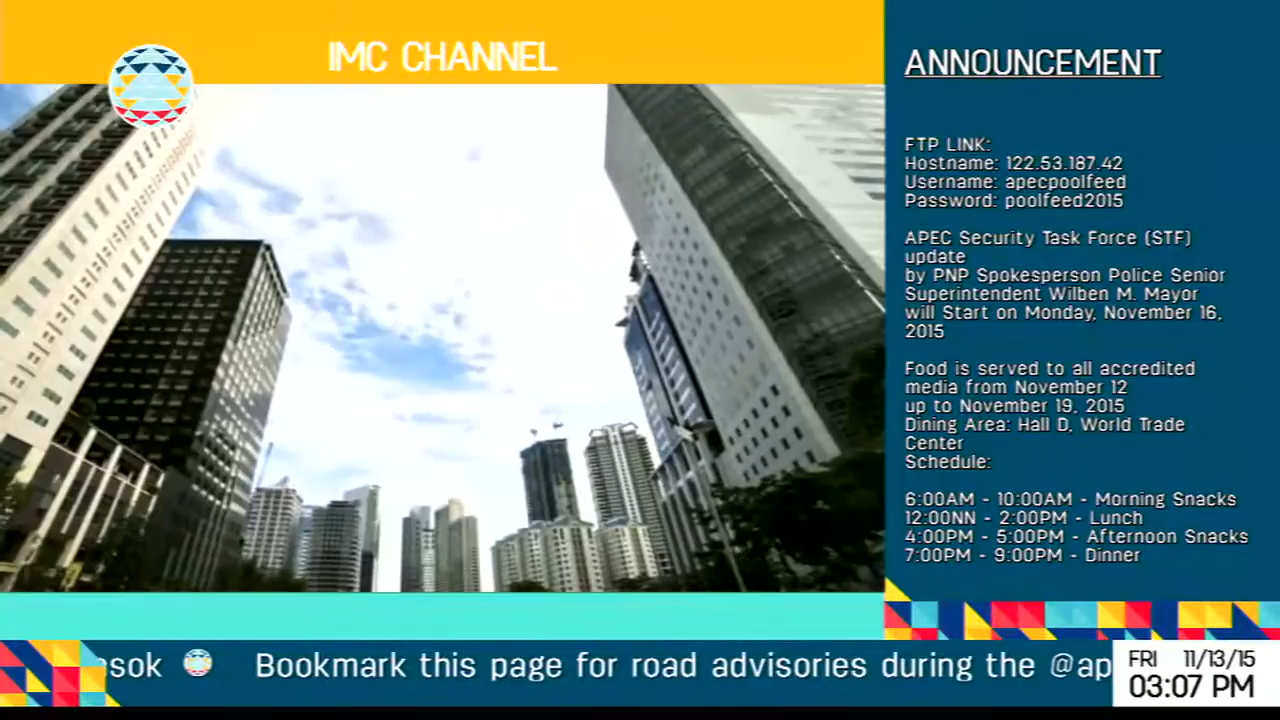 IMC CHANNEL
ANNOUNCEMENT
FTP LINK:
Hostname: 122.53.187.42
Username: apecpoolfeed
Password: poolfeed2015
APEC Security Task Force (STF)
update
by PNP Spokesperson Police Senior
Superintendent Wilben M. Mayor
will Start on Monday, November 16,
2015
Food is served to all accredited
media from November 12
up to November 19, 2015
Dining Area: Hall D, World Trade
Center
Schedule:
6:00AM - 10:00AM - Morning Snacks
12:00NN - 2:00PM - Lunch
4:00PM - 5:00PM - Afternoon Snacks
7:00PM - 9:00PM - Dinner
sok Bookmark this page for road advisories during the @ap
FRI 11/13/15
03:07 PM